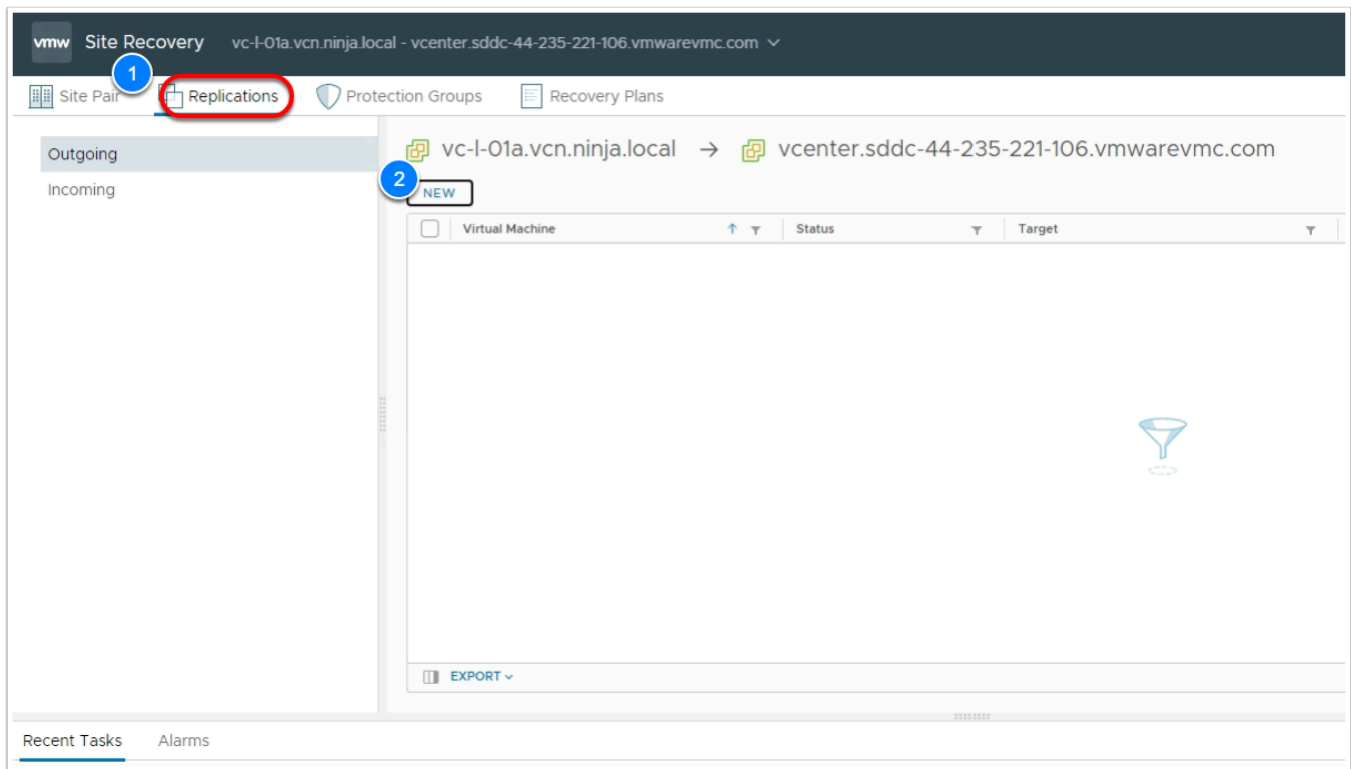 vmw Site Recovery vc-l-01a.vcn.ninja.local - vcenter.sddc-44-235-221-106.vmwarevmc.com
1
Site Pair Replications Protection Groups Recovery Plans
Outgoing
Incoming
vc-l-01a.vcn.ninja.local → vcenter.sddc-44-235-221-106.vmwarevmc.com
2
NEW
Virtual Machine Status Target
EXPORT
Recent Tasks Alarms